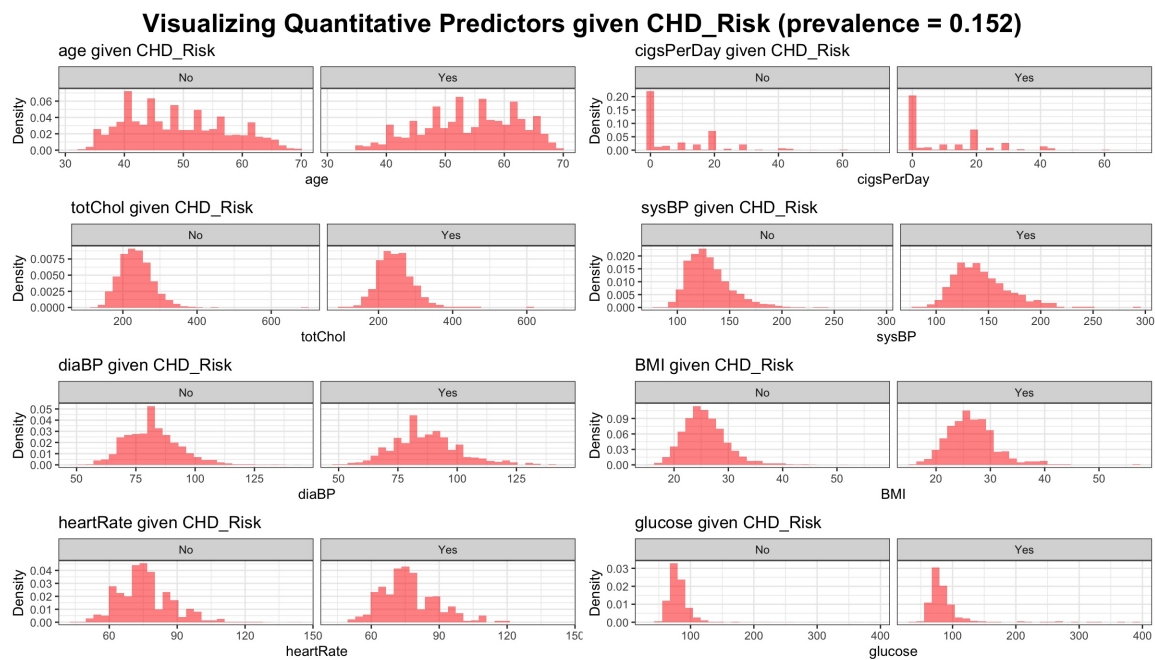 Visualizing Quantitative Predictors given CHD_Risk (prevalence = 0.152)
age given CHD_Risk
No Yes
Density
0.06
0.04
0.02
0.00
30 40 50 60 70 30 40 50 60 70
age
cigsPerDay given CHD_Risk
No Yes
Density
0.20
0.15
0.10
0.05
0.00
0 20 40 60 0 20 40 60
cigsPerDay
totChol given CHD_Risk
No Yes
Density
0.0075
0.0050
0.0025
0.0000
200 400 600 200 400 600
totChol
sysBP given CHD_Risk
No Yes
Density
0.020
0.015
0.010
0.005
0.000
100 150 200 250 300 100 150 200 250 300
sysBP
diaBP given CHD_Risk
No Yes
Density
0.05
0.04
0.03
0.02
0.01
0.00
50 75 100 125 50 75 100 125
diaBP
BMI given CHD_Risk
No Yes
Density
0.09
0.06
0.03
0.00
20 30 40 50 20 30 40 50
BMI
heartRate given CHD_Risk
No Yes
Density
0.04
0.03
0.02
0.01
0.00
60 90 120 150 60 90 120 150
heartRate
glucose given CHD_Risk
No Yes
Density
0.03
0.02
0.01
0.00
100 200 300 400 100 200 300 400
glucose